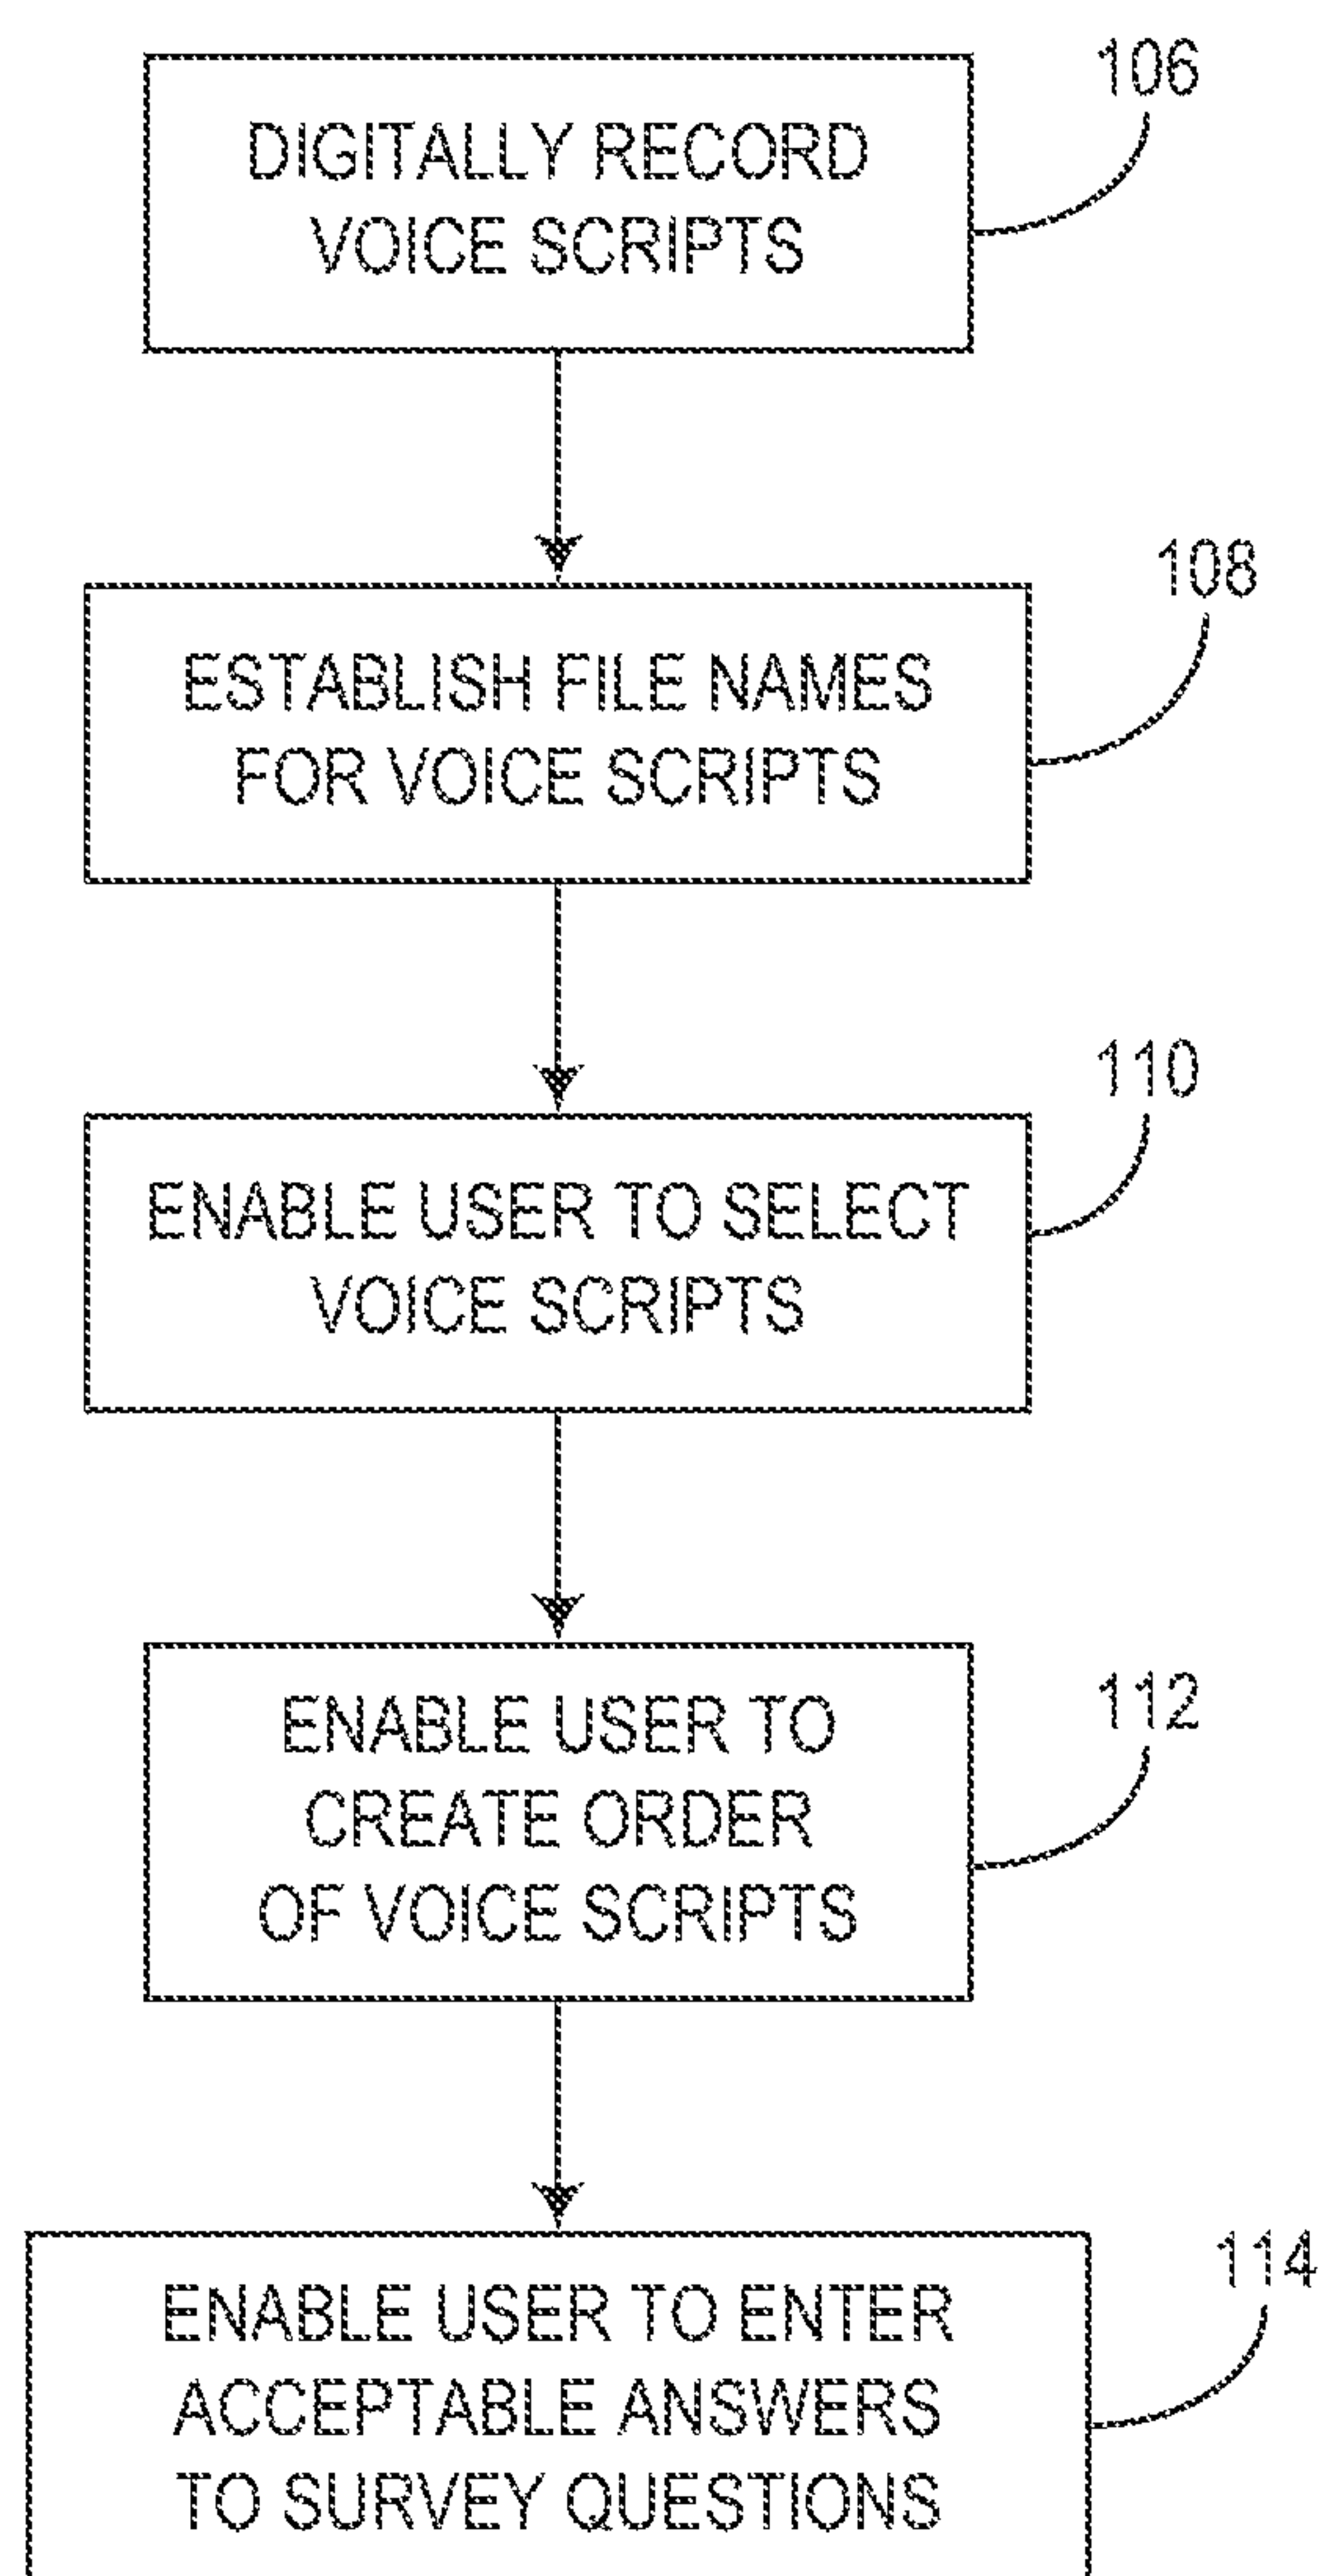 106
DIGITALLY RECORD
VOICE SCRIPTS
108
ESTABLISH FILE NAMES
FOR VOICE SCRIPTS
110
ENABLE USER TO SELECT
VOICE SCRIPTS
112
ENABLE USER TO
CREATE ORDER
OF VOICE SCRIPTS
114
ENABLE USER TO ENTER
ACCEPTABLE ANSWERS
TO SURVEY QUESTIONS